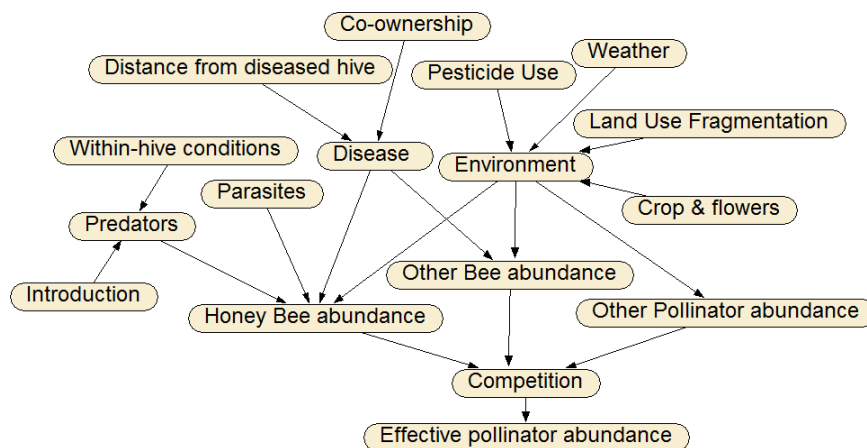 Co-ownership
Weather
Distance from diseased hive
Pesticide Use
Land Use Fragmentation
Within-hive conditions
Disease
Environment
Parasites
Crop & flowers
Predators
Other Bee abundance
Introduction
Honey Bee abundance
Other Pollinator abundance
Competition
Effective pollinator abundance